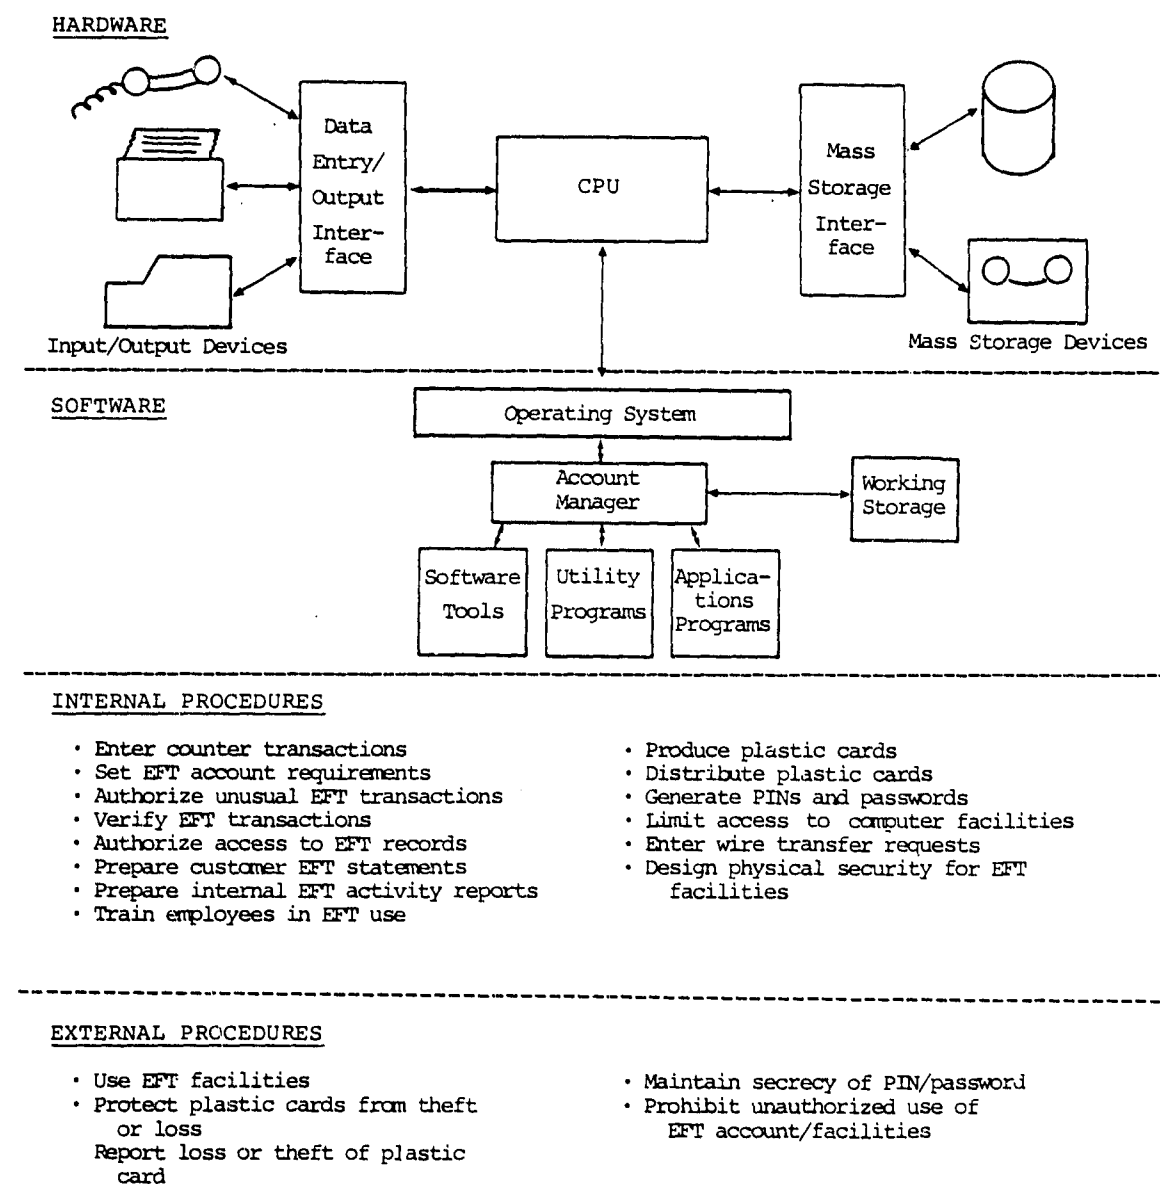 HARDWARE
Data
Entry/
Output
Inter-
face
CPU
Mass
Storage
Inter-
face
Input/Output Devices
Mass Storage Devices
SOFTWARE
Operating System
Account
Manager
Working
Storage
Software
Tools
Utility
Programs
Applica-
tions
Programs
INTERNAL PROCEDURES
· Enter counter transactions
· Set EFT account requirements
· Authorize unusual EFT transactions
· Verify EFT transactions
· Authorize access to EFT records
· Prepare customer EFT statements
· Prepare internal EFT activity reports
· Train employees in EFT use
· Produce plastic cards
· Distribute plastic cards
· Generate PINs and passwords
· Limit access to computer facilities
· Enter wire transfer requests
· Design physical security for EFT
facilities
EXTERNAL PROCEDURES
· Use EFT facilities
· Protect plastic cards from theft
or loss
Report loss or theft of plastic
card
· Maintain secrecy of PIN/password
· Prohibit unauthorized use of
EFT account/facilities